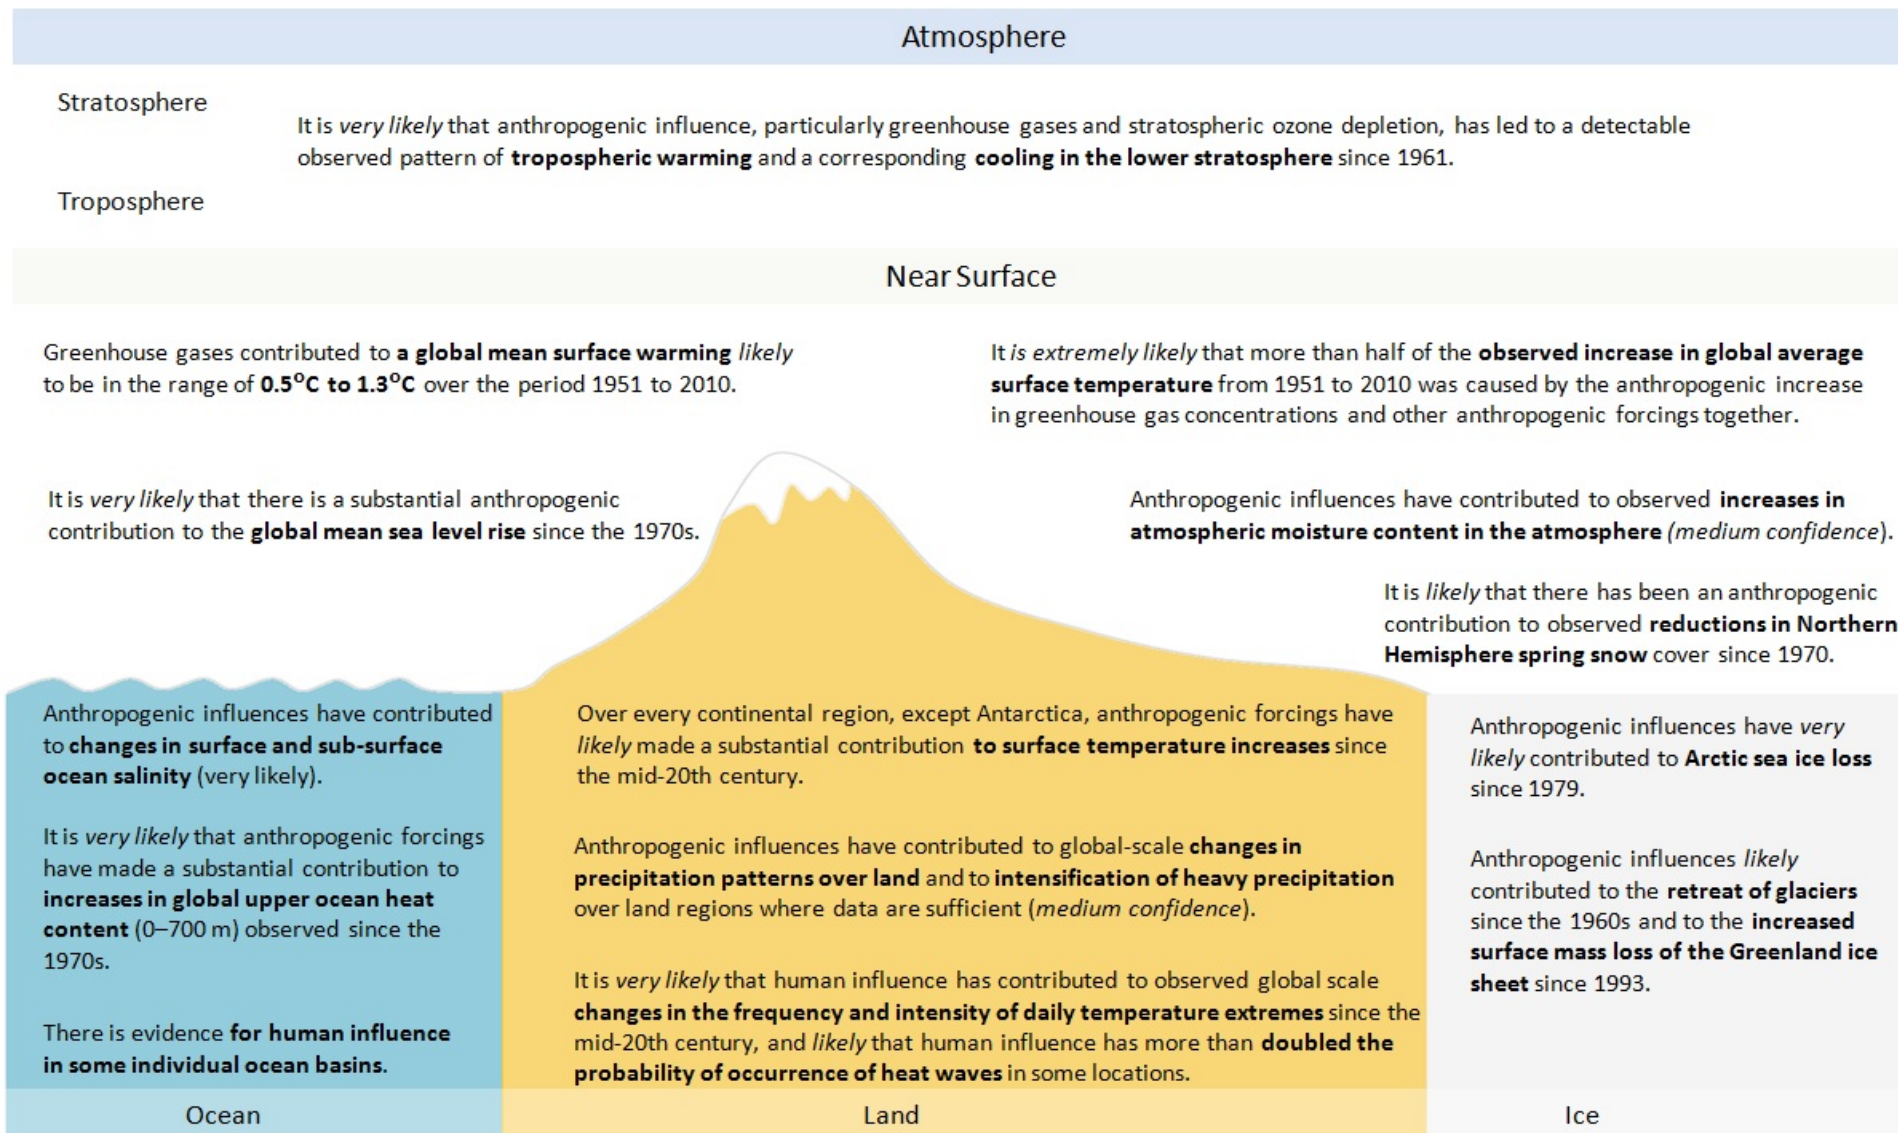 Atmosphere
Stratosphere
It is very likely that anthropogenic influence, particularly greenhouse gases and stratospheric ozone depletion, has led to a detectable
observed pattern of tropospheric warming and a corresponding cooling in the lower stratosphere since 1961.
Troposphere
Near Surface
Greenhouse gases contributed to a global mean surface warming likely
to be in the range of 0.5°C to 1.3°C over the period 1951 to 2010.
It is extremely likely that more than half of the observed increase in global average
surface temperature from 1951 to 2010 was caused by the anthropogenic increase
in greenhouse gas concentrations and other anthropogenic forcings together.
It is very likely that there is a substantial anthropogenic
contribution to the global mean sea level rise since the 1970s.
Anthropogenic influences have contributed to observed increases in
atmospheric moisture content in the atmosphere (medium confidence).
It is likely that there has been an anthropogenic
contribution to observed reductions in Northern
Hemisphere spring snow cover since 1970.
Anthropogenic influences have contributed
to changes in surface and sub-surface
ocean salinity (very likely).
It is very likely that anthropogenic forcings
have made a substantial contribution to
increases in global upper ocean heat
content (0–700 m) observed since the
1970s.
There is evidence for human influence
in some individual ocean basins.
Ocean
Over every continental region, except Antarctica, anthropogenic forcings have
likely made a substantial contribution to surface temperature increases since
the mid-20th century.
Anthropogenic influences have contributed to global-scale changes in
precipitation patterns over land and to intensification of heavy precipitation
over land regions where data are sufficient (medium confidence).
It is very likely that human influence has contributed to observed global scale
changes in the frequency and intensity of daily temperature extremes since the
mid-20th century, and likely that human influence has more than doubled the
probability of occurrence of heat waves in some locations.
Land
Anthropogenic influences have very
likely contributed to Arctic sea ice loss
since 1979.
Anthropogenic influences likely
contributed to the retreat of glaciers
since the 1960s and to the increased
surface mass loss of the Greenland ice
sheet since 1993.
Ice